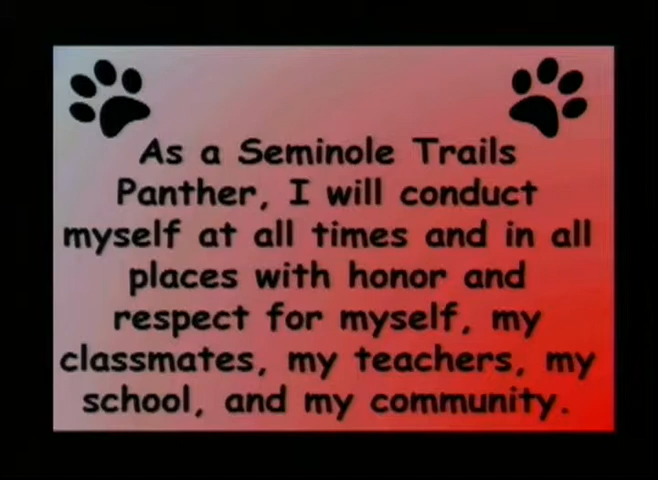 As a Seminole Trails
Panther, I will conduct
myself at all times and in all
places with honor and
respect for myself, my
classmates, my teachers, my
school, and my community.